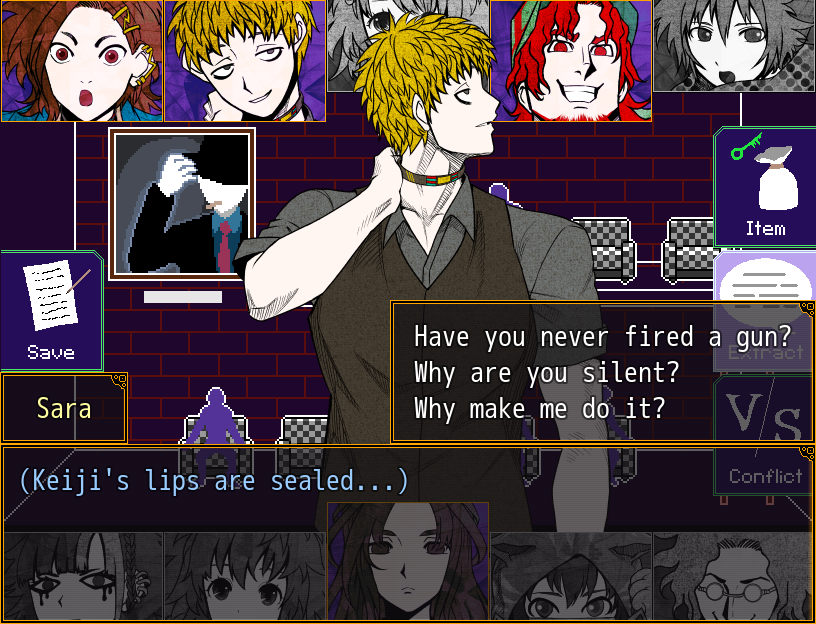 Item
Save
Extract
Have you never fired a gun?
Why are you silent?
Why make me do it?
VS
Conflict
Sara
(Keiji's lips are sealed...)